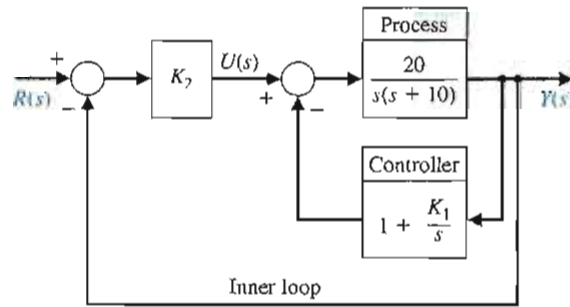 Process
+
K₂
U(s)
20
s(s + 10)
R(s)
−
+
−
Y(s)
Controller
1 + K₁
s
Inner loop